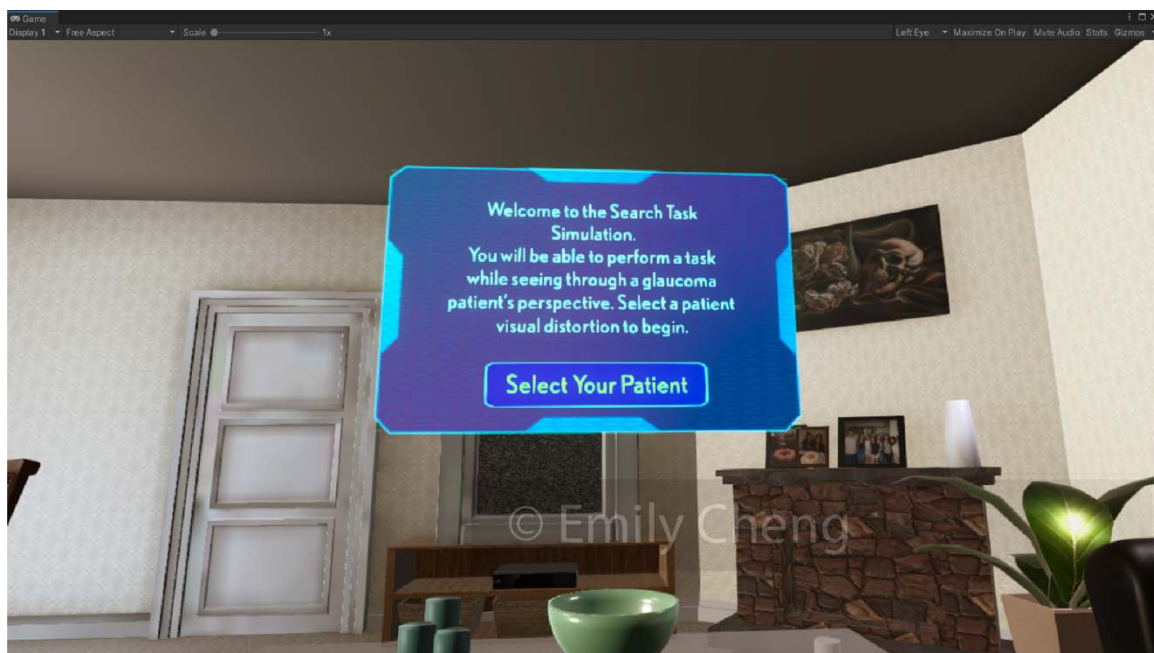 Game
Display 1 Free Aspect Scale 1x Left Eye Maximize On Play Mute Audio Stats Gizmos
Welcome to the Search Task
Simulation.
You will be able to perform a task
while seeing through a glaucoma
patient's perspective. Select a patient
visual distortion to begin.
Select Your Patient
© Emily Cheng